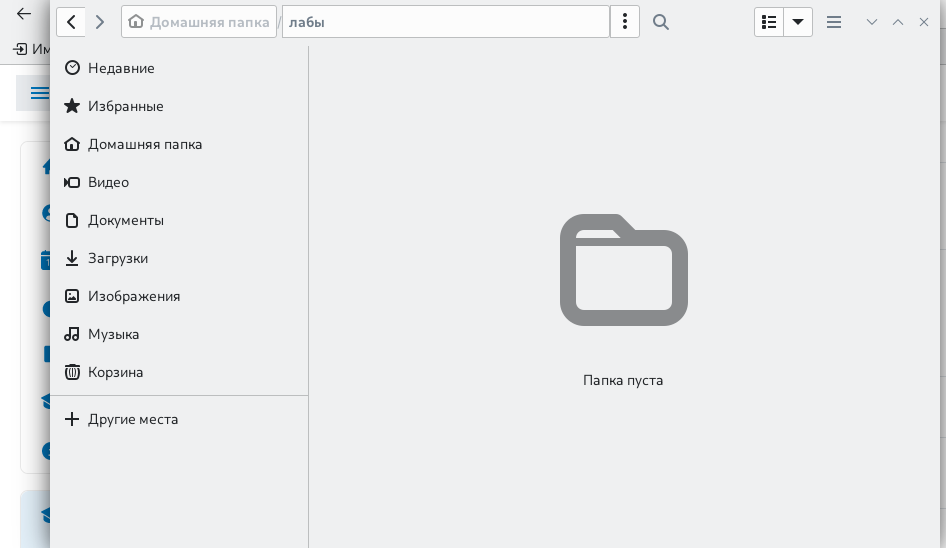 Домашняя папка / лабы
Им
Недавние
Избранные
Домашняя папка
Видео
Документы
Загрузки
Изображения
Музыка
Корзина
Другие места
Папка пуста